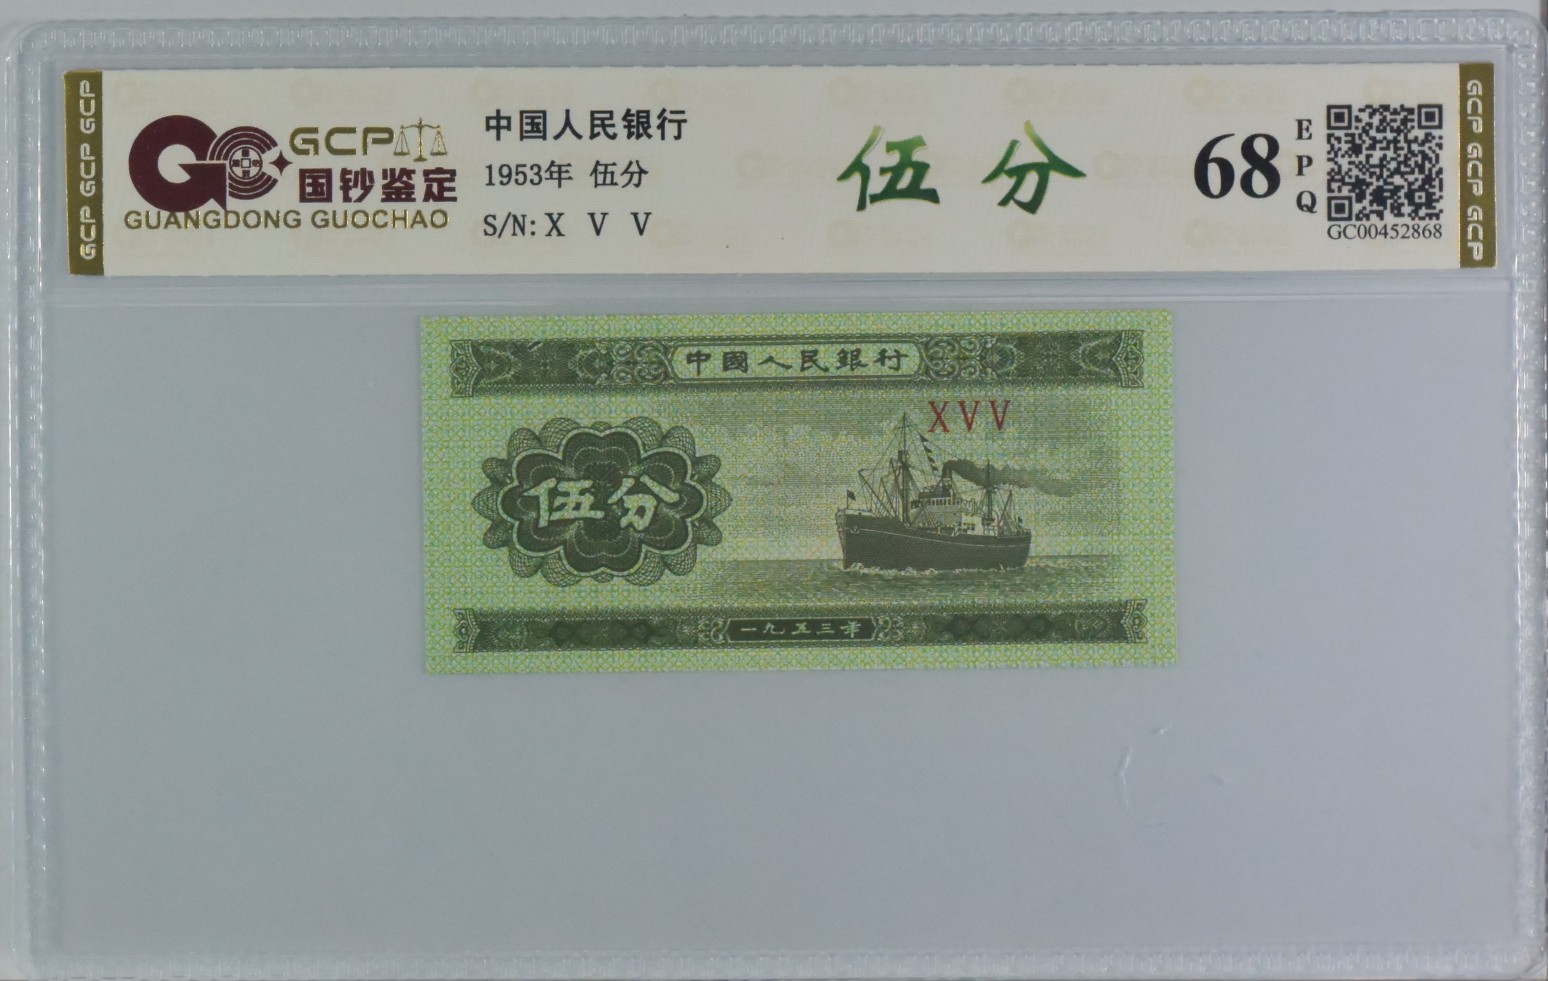 GCP GCP GCP
GCP
国钞鉴定
GUANGDONG GUOCHAO
中国人民银行
1953年 伍分
S/N: X V V
伍分
68
EPQ
GC00452868
GCP GCP GCP
中國人民銀行
XVV
伍分
一九五三年